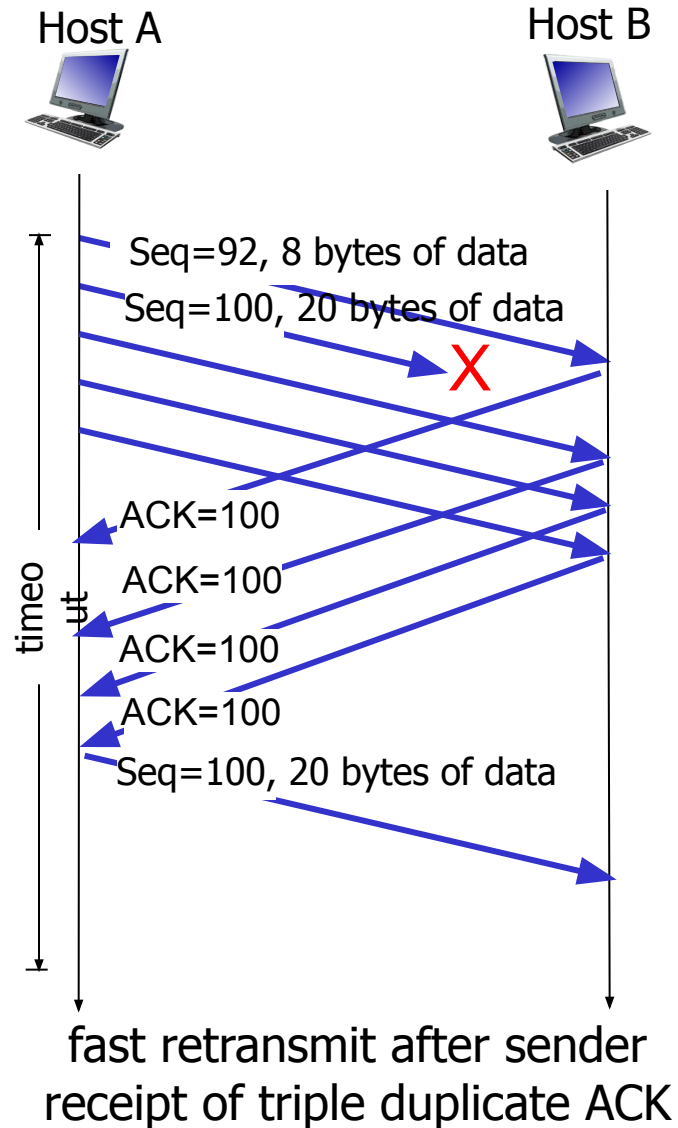 Host A
Host B
Seq=92, 8 bytes of data
Seq=100, 20 bytes of data
X
ACK=100
timeo
ut
ACK=100
ACK=100
ACK=100
Seq=100, 20 bytes of data
fast retransmit after sender
receipt of triple duplicate ACK